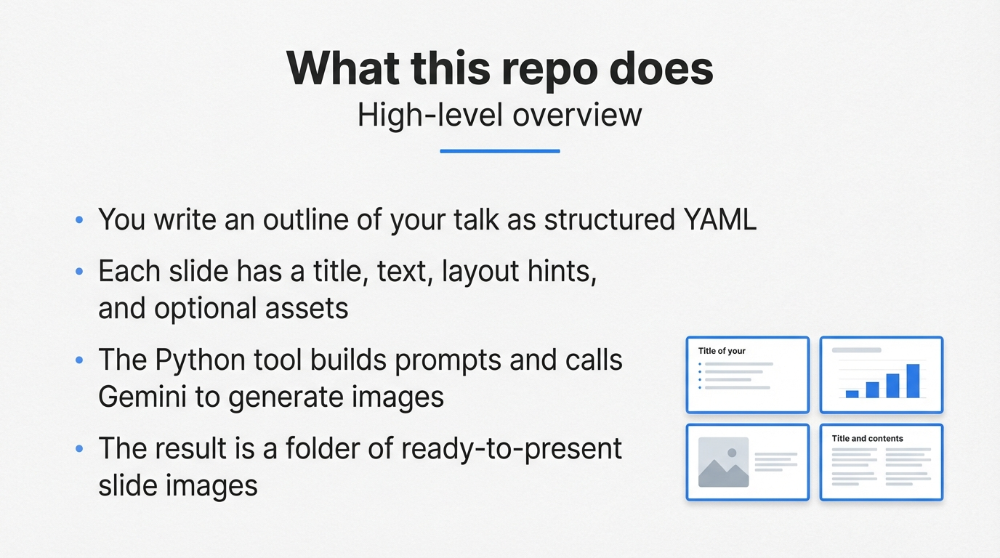 What this repo does
High-level overview
• You write an outline of your talk as structured YAML
• Each slide has a title, text, layout hints,
and optional assets
• The Python tool builds prompts and calls
Gemini to generate images
• The result is a folder of ready-to-present
slide images
Title of your
Title and contents